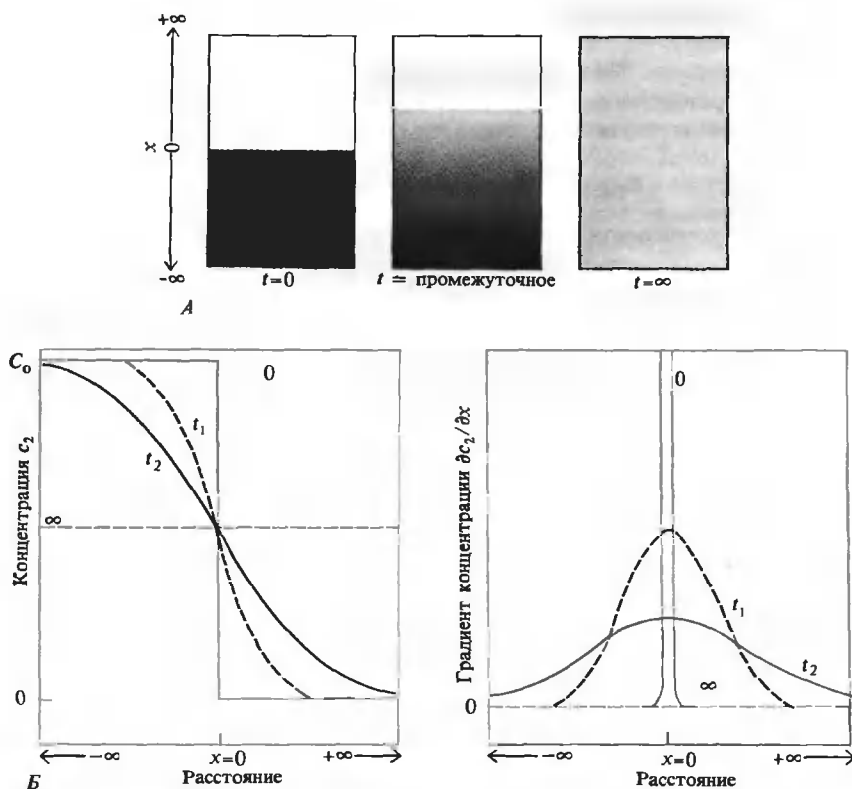 +∞
x
0
-∞
t=0
t = промежуточное
t=∞
А
C₀
0
t₁
t₂
∞
0
Концентрация c₂
-∞
x=0
+∞
Расстояние
Б
Градиент концентрации ∂c₂/∂x
0
t₁
t₂
∞
0
-∞
x=0
+∞
Расстояние